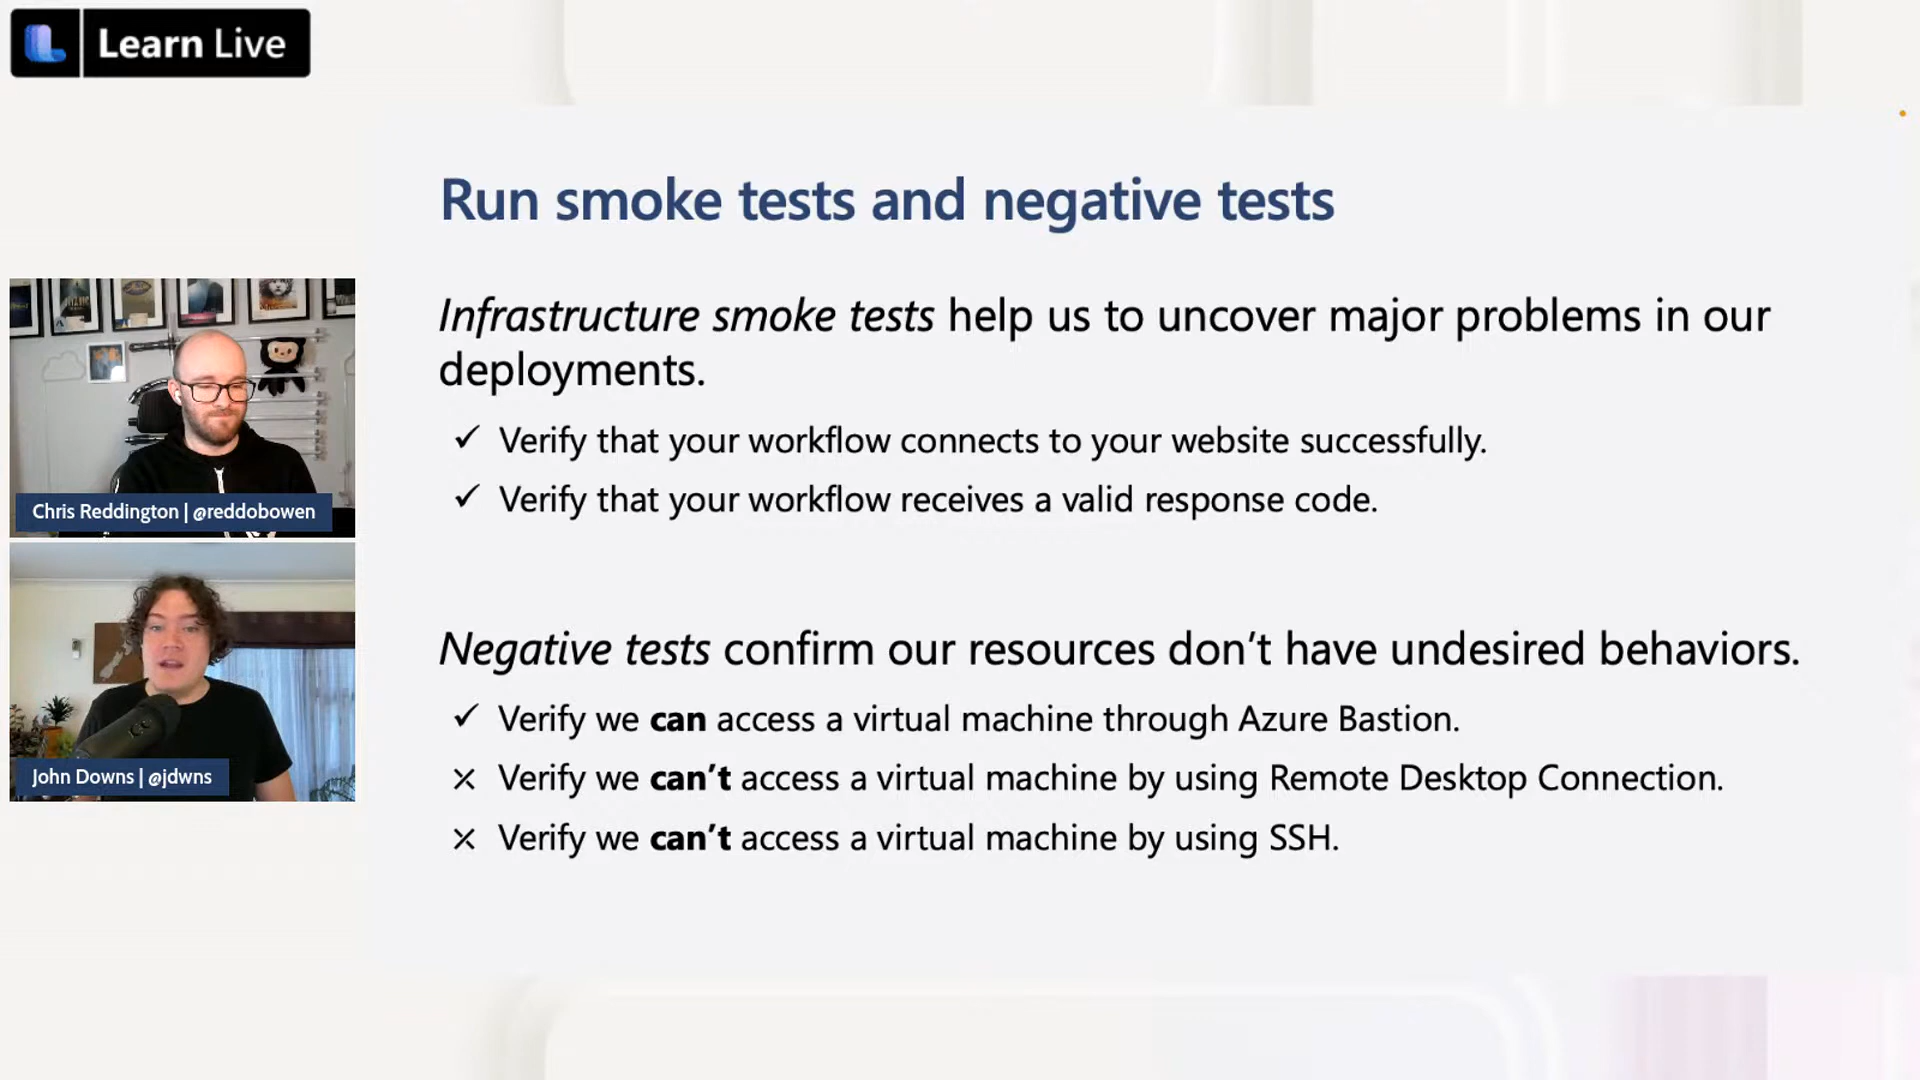 Learn Live
Run smoke tests and negative tests
Infrastructure smoke tests help us to uncover major problems in our
deployments.
✓ Verify that your workflow connects to your website successfully.
✓ Verify that your workflow receives a valid response code.
Negative tests confirm our resources don’t have undesired behaviors.
✓ Verify we can access a virtual machine through Azure Bastion.
× Verify we can’t access a virtual machine by using Remote Desktop Connection.
× Verify we can’t access a virtual machine by using SSH.
Chris Reddington | @reddobowen
John Downs | @jdwns